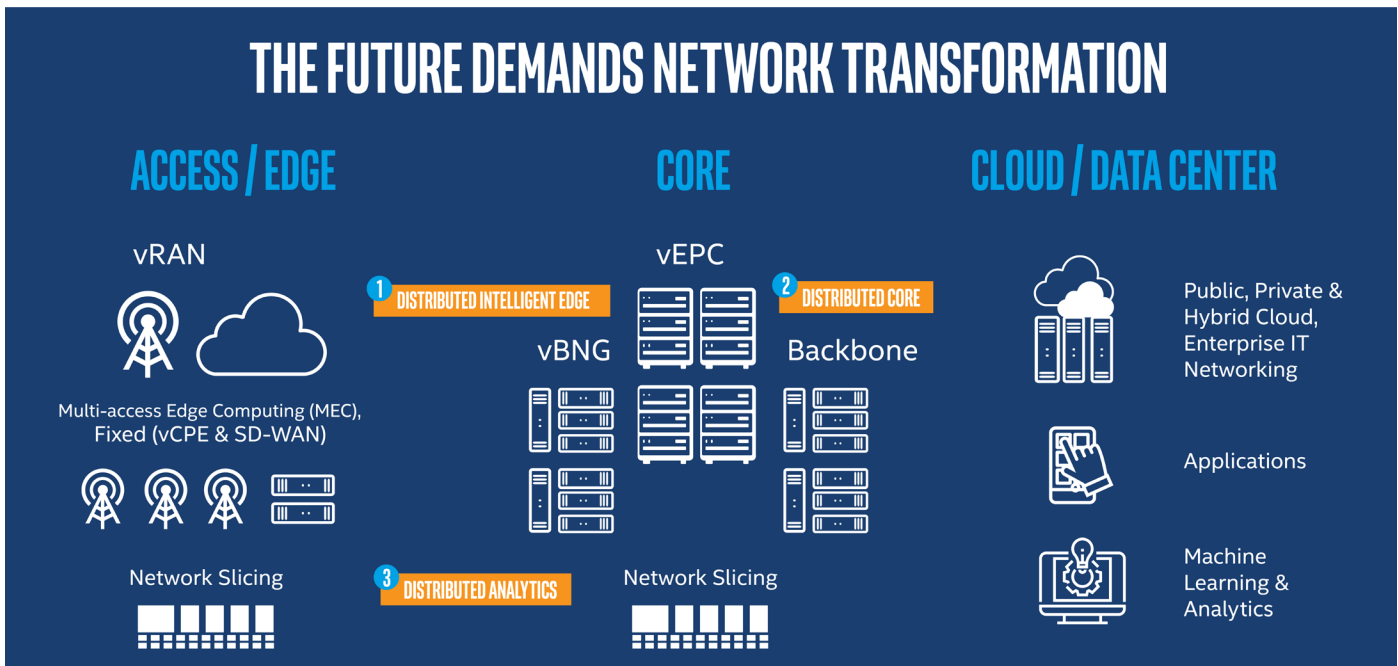 THE FUTURE DEMANDS NETWORK TRANSFORMATION
ACCESS / EDGE
vRAN
Multi-access Edge Computing (MEC),
Fixed (vCPE & SD-WAN)
Network Slicing
1 DISTRIBUTED INTELLIGENT EDGE
3 DISTRIBUTED ANALYTICS
CORE
vEPC
vBNG
Backbone
Network Slicing
2 DISTRIBUTED CORE
CLOUD / DATA CENTER
Public, Private &
Hybrid Cloud,
Enterprise IT
Networking
Applications
Machine
Learning &
Analytics